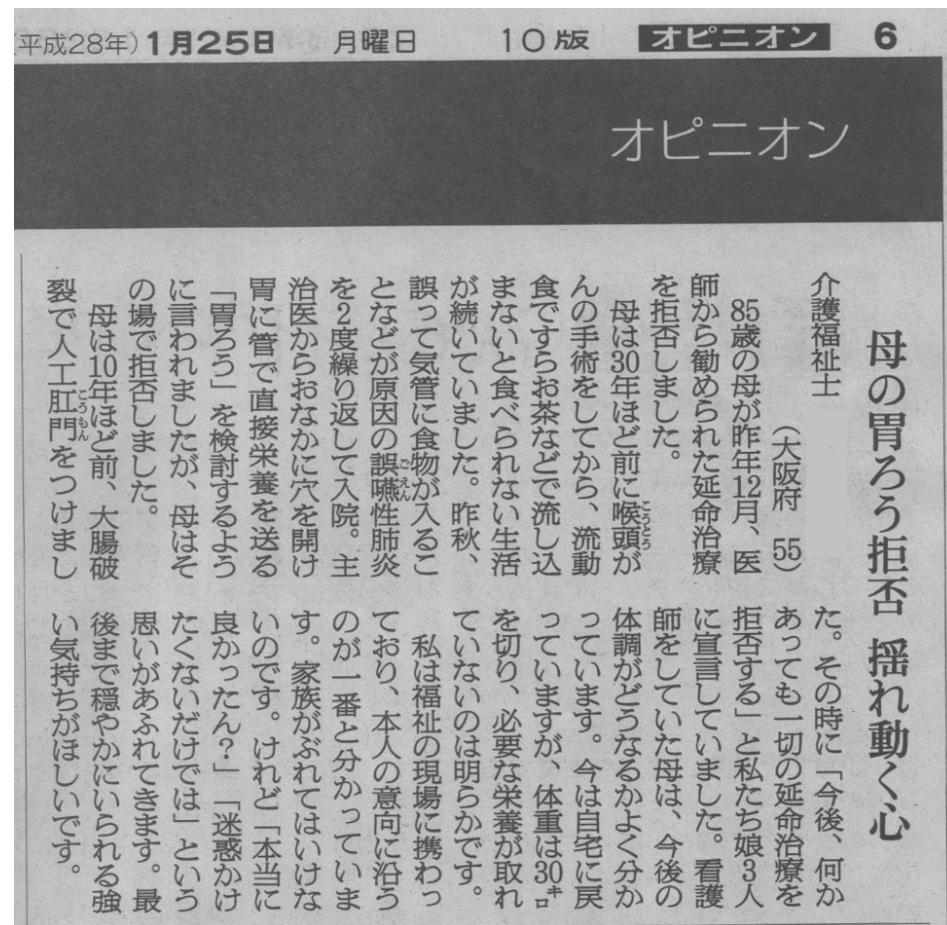 (平成28年)1月25日 月曜日 10版 オピニオン 6
オピニオン
母の胃ろう拒否 揺れ動く心
介護福祉士
(大阪府 55)
85歳の母が昨年12月、医
師から勧められた延命治療
を拒否しました。
母は30年ほど前に喉頭が
んの手術をしてから、流動
食ですらお茶などで流し込
まないと食べられない生活
が続いていました。昨秋、
誤って気管に食物が入るこ
となどが原因の誤嚥性肺炎
を2度繰り返して入院。主
治医からおなかに穴を開け
胃に管で直接栄養を送る
「胃ろう」を検討するよう
に言われましたが、母はそ
の場で拒否しました。
母は10年ほど前、大腸破
裂で人工肛門をつけまし
た。その時に「今後、何か
あっても一切の延命治療を
拒否する」と私たち娘3人
に宣言していました。看護
師をしていた母は、今後の
体調がどうなるかよく分か
っています。今は自宅に戻
っていますが、体重は30㌔
を切り、必要な栄養が取れ
ていないのは明らかです。
私は福祉の現場に携わっ
ており、本人の意向に沿う
のが一番と分かっていま
す。家族がぶれてはいけな
いのです。けれど「本当に
良かったん?」「迷惑かけ
たくないだけでは」という
思いがあふれてきます。最
後まで穏やかにいられる強
い気持ちがほしいです。